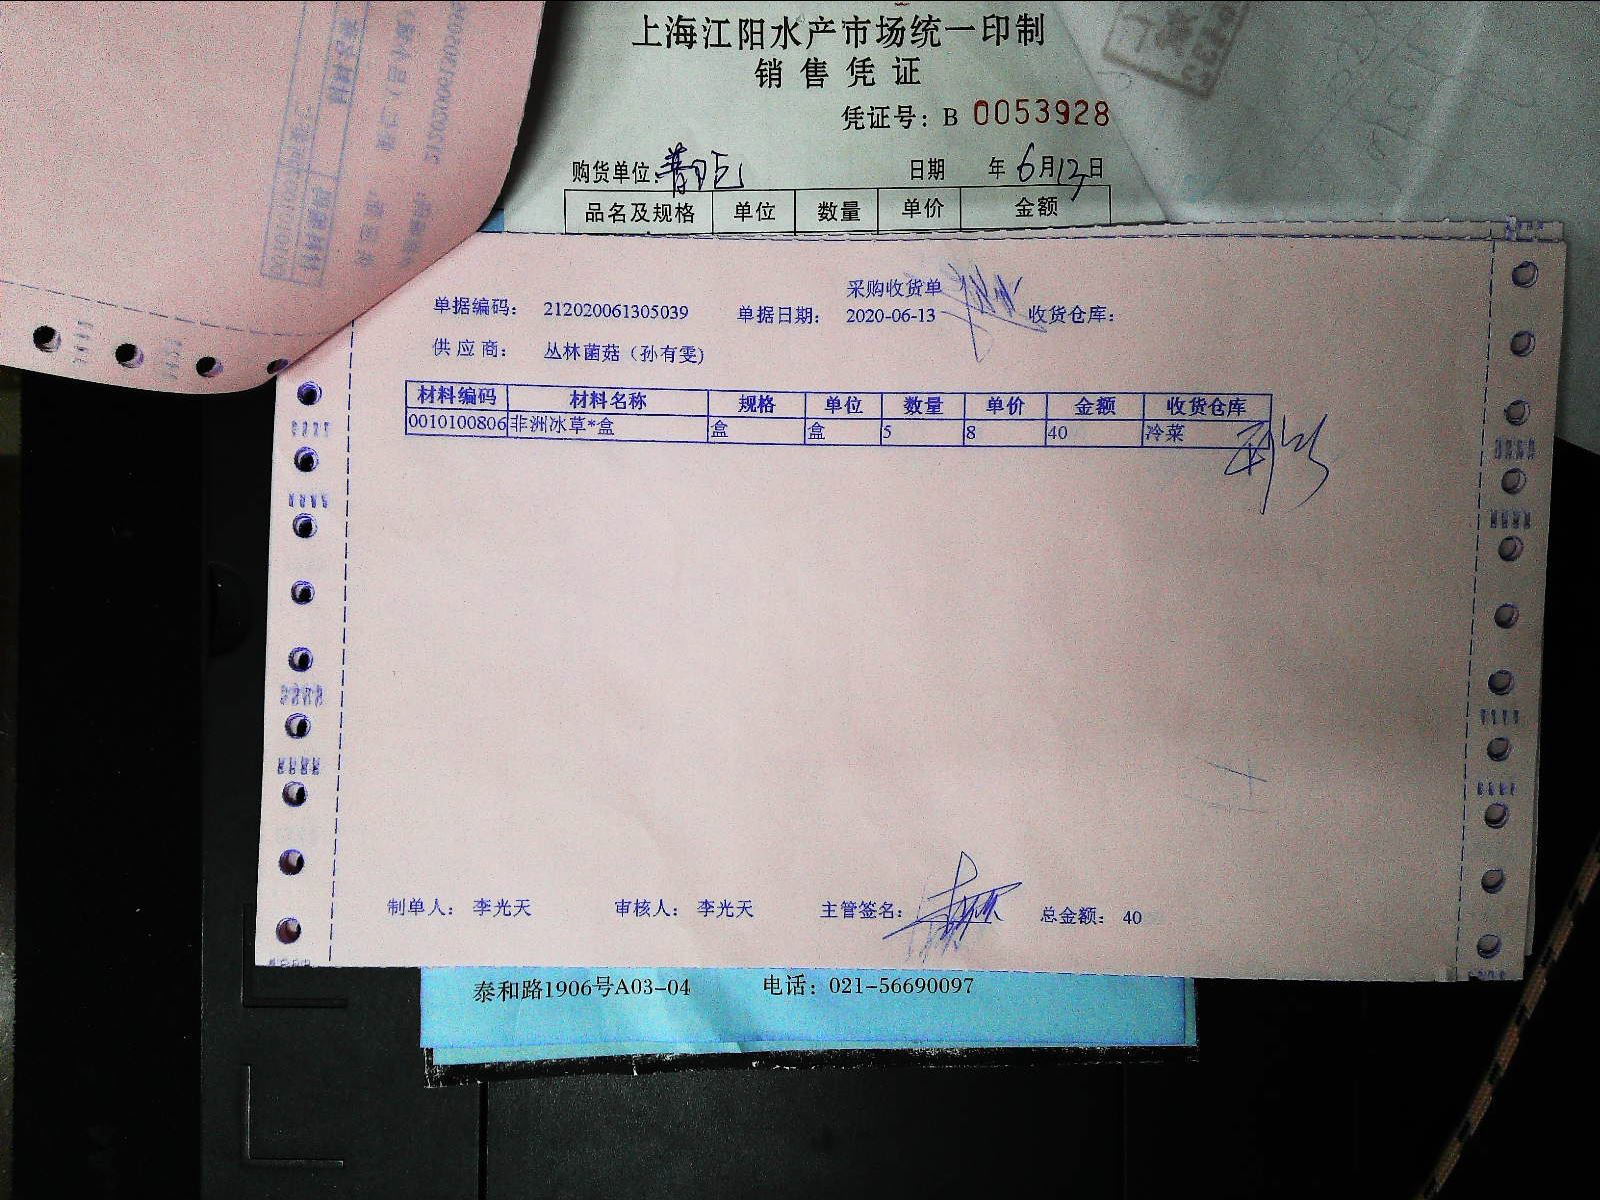 上海江阳水产市场统一印制
销售凭证
凭证号：B 0053928
购货单位： 日期 年6月13日
品名及规格 单位 数量 单价 金额
采购收货单
单据编码： 212020061305039 单据日期： 2020-06-13 收货仓库：
供应商： 丛林菌菇（孙有雯)
材料编码 材料名称 规格 单位 数量 单价 金额 收货仓库
0010100806 非洲冰草*盒 盒 盒 5 8 40 冷菜
制单人： 李光天 审核人： 李光天 主管签名： 总金额： 40
泰和路1906号A03-04 电话：021-56690097